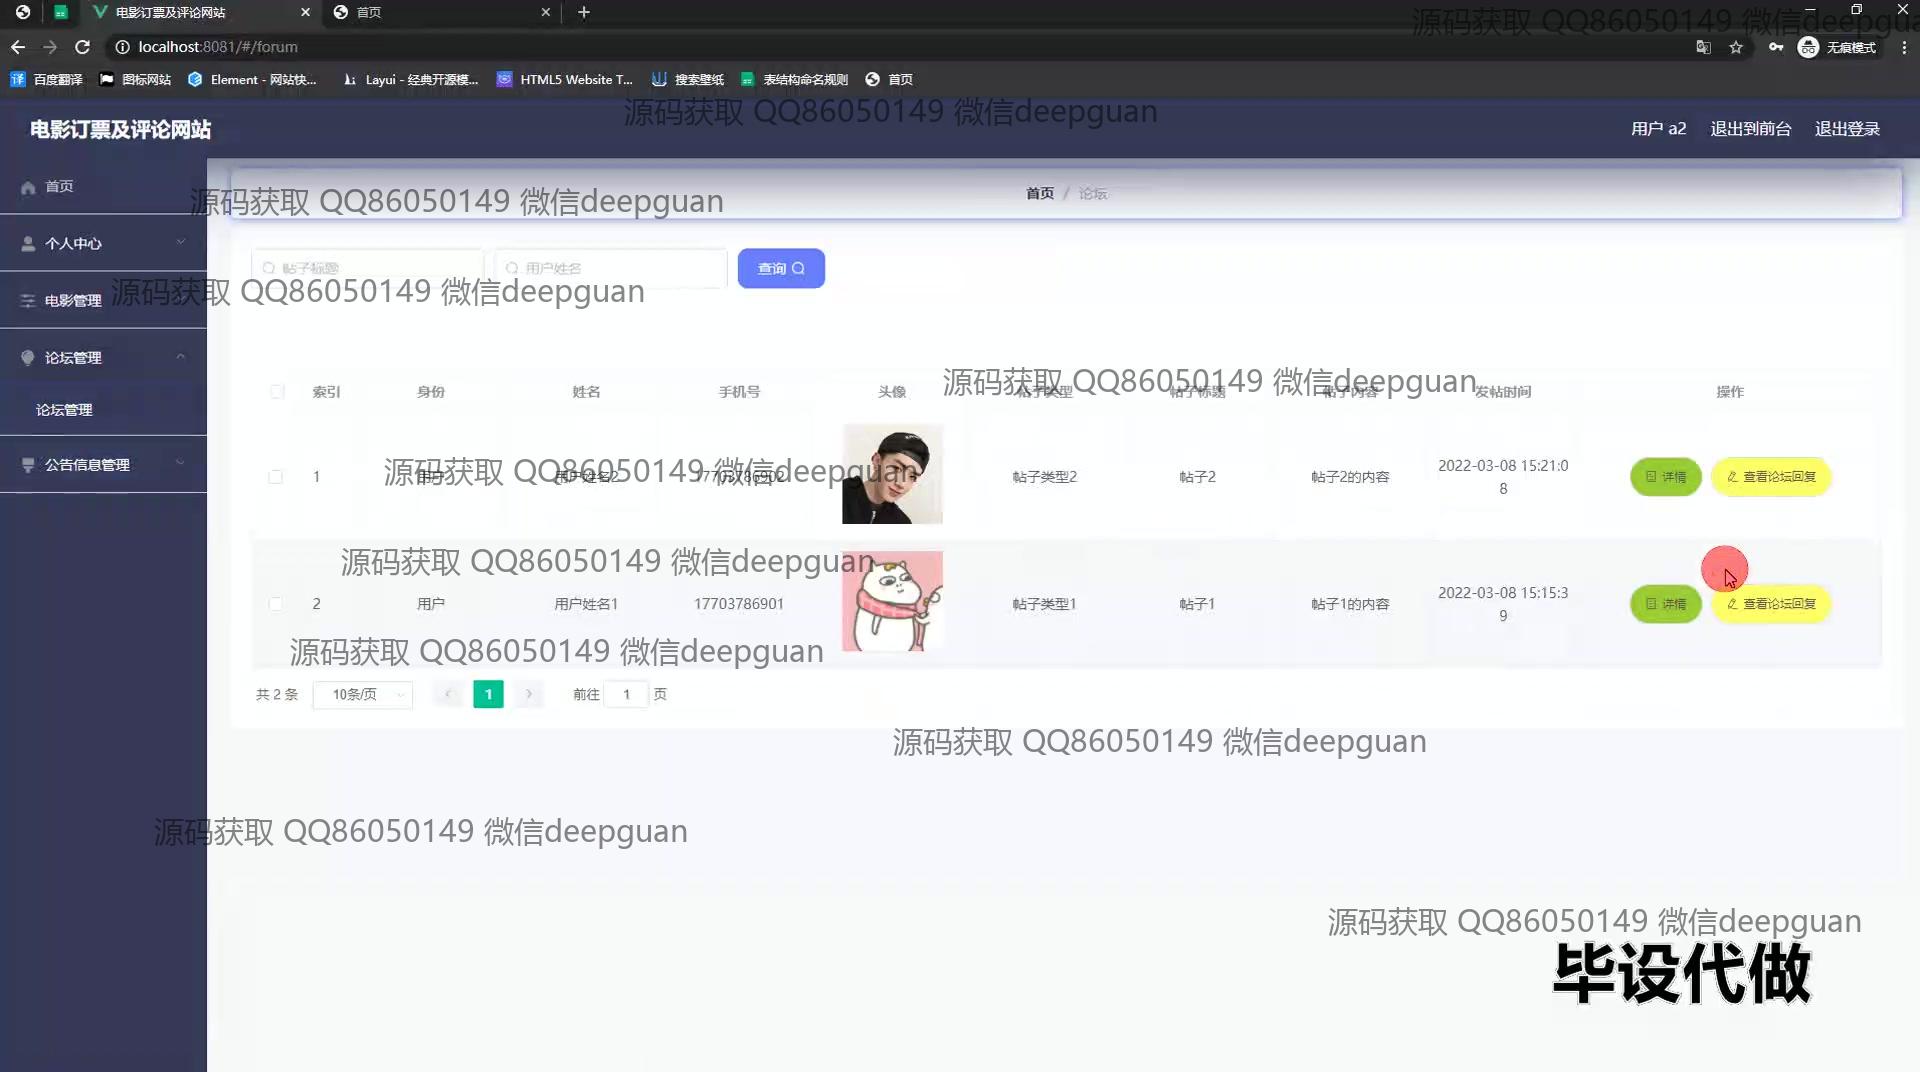 电影订票及评论网站
首页
源码获取 QQ86050149 微信deepgua
localhost:8081/#/forum
无痕模式
百度翻译
图标网站
Element - 网站快...
Layui - 经典开源模...
HTML5 Website T...
搜索壁纸
表结构命名规则
首页
源码获取 QQ86050149 微信deepguan
电影订票及评论网站
用户 a2
退出到前台
退出登录
首页
个人中心
电影管理
论坛管理
论坛管理
公告信息管理
源码获取 QQ86050149 微信deepguan
首页 / 论坛
帖子标题
用户姓名
查询
源码获取 QQ86050149 微信deepguan
源码获取 QQ86050149 微信deepguan
索引 身份 姓名 手机号 头像 帖子类型 帖子标题 帖子内容 发帖时间 操作
源码获取 QQ86050149 微信deepguan
1 用户 用户姓名2 17703786902 帖子类型2 帖子2 帖子2的内容 2022-03-08 15:21:0
8
详情 查看论坛回复
源码获取 QQ86050149 微信deepguan
2 用户 用户姓名1 17703786901 帖子类型1 帖子1 帖子1的内容 2022-03-08 15:15:3
9
详情 查看论坛回复
源码获取 QQ86050149 微信deepguan
共 2 条 10条/页 1 前往 1 页
源码获取 QQ86050149 微信deepguan
源码获取 QQ86050149 微信deepguan
源码获取 QQ86050149 微信deepguan
毕设代做